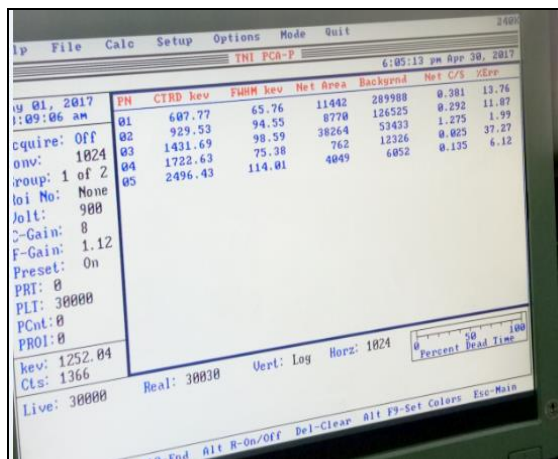 240%
lp File Calc Setup Options Mode Quit
TNI PCA-P
6:05:13 pm Apr 30, 2017
ay 01, 2017
:09:06 am
cquire: Off
onv: 1024
roup: 1 of 2
Roi No: None
Volt: 900
C-Gain: 8
F-Gain: 1.12
Preset: On
PRT: 0
PLT: 30000
PCnt: 0
PROI: 0
kev: 1252.04
Cts: 1366
PN CTRD kev FWHM kev Net Area Backgrnd Net C/S %Err
01 607.77 65.76 11442 289988 0.381 13.76
02 929.53 94.55 8770 126525 0.292 11.87
03 1431.69 98.59 38264 53433 1.275 1.99
04 1722.63 75.38 762 12326 0.025 37.27
05 2496.43 114.01 4049 6052 0.135 6.12
Live: 30000 Real: 30030 Vert: Log Horz: 1024
0 50 100
Percent Dead Time
End Alt R-On/Off Del-Clear Alt F9-Set Colors Esc-Main